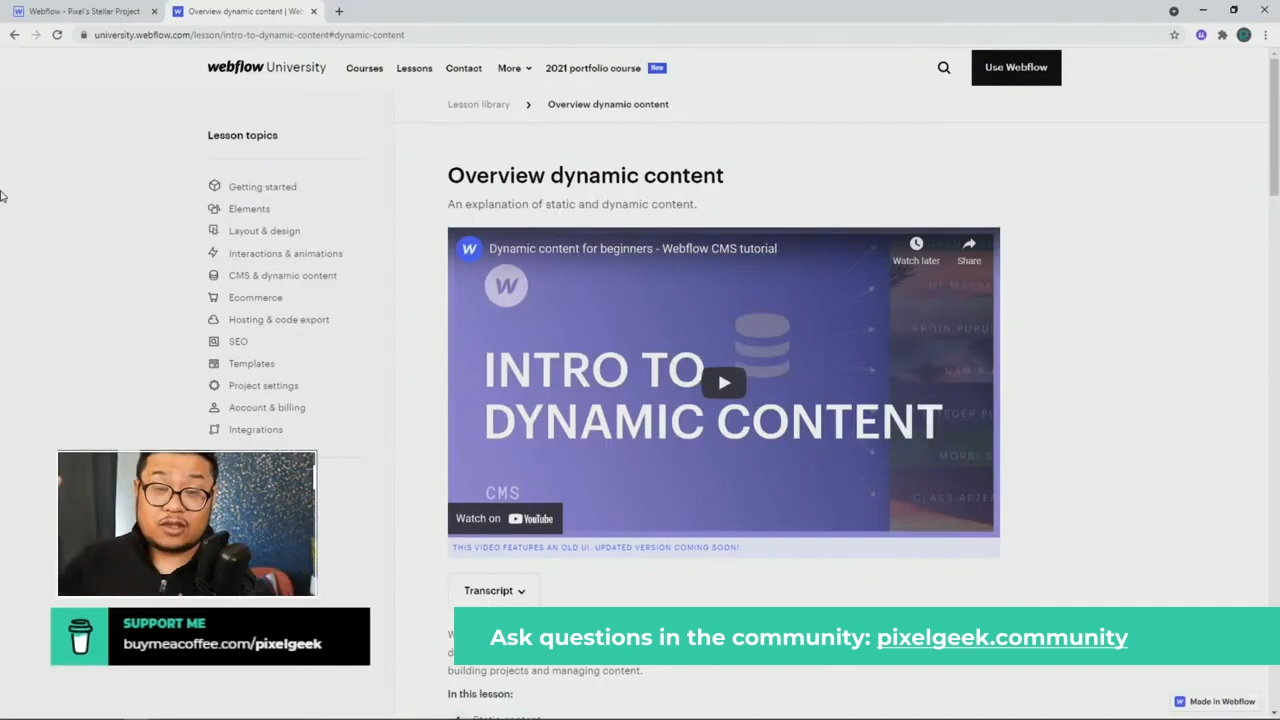 Webflow - Pixel's Stellar Project
Overview dynamic content | Web
university.webflow.com/lesson/intro-to-dynamic-content#dynamic-content
webflow University
Courses
Lessons
Contact
More
2021 portfolio course
New
Use Webflow
Lesson library
Overview dynamic content
Lesson topics
Getting started
Elements
Layout & design
Interactions & animations
CMS & dynamic content
Ecommerce
Hosting & code export
SEO
Templates
Project settings
Account & billing
Integrations
Overview dynamic content
An explanation of static and dynamic content.
W
Dynamic content for beginners - Webflow CMS tutorial
Watch later
Share
W
INTRO TO
DYNAMIC CONTENT
CMS
Watch on YouTube
THIS VIDEO FEATURES AN OLD UI. UPDATED VERSION COMING SOON!
Transcript
building projects and managing content.
In this lesson:
SUPPORT ME
buymeacoffee.com/pixelgeek
Ask questions in the community: pixelgeek.community
Made in Webflow